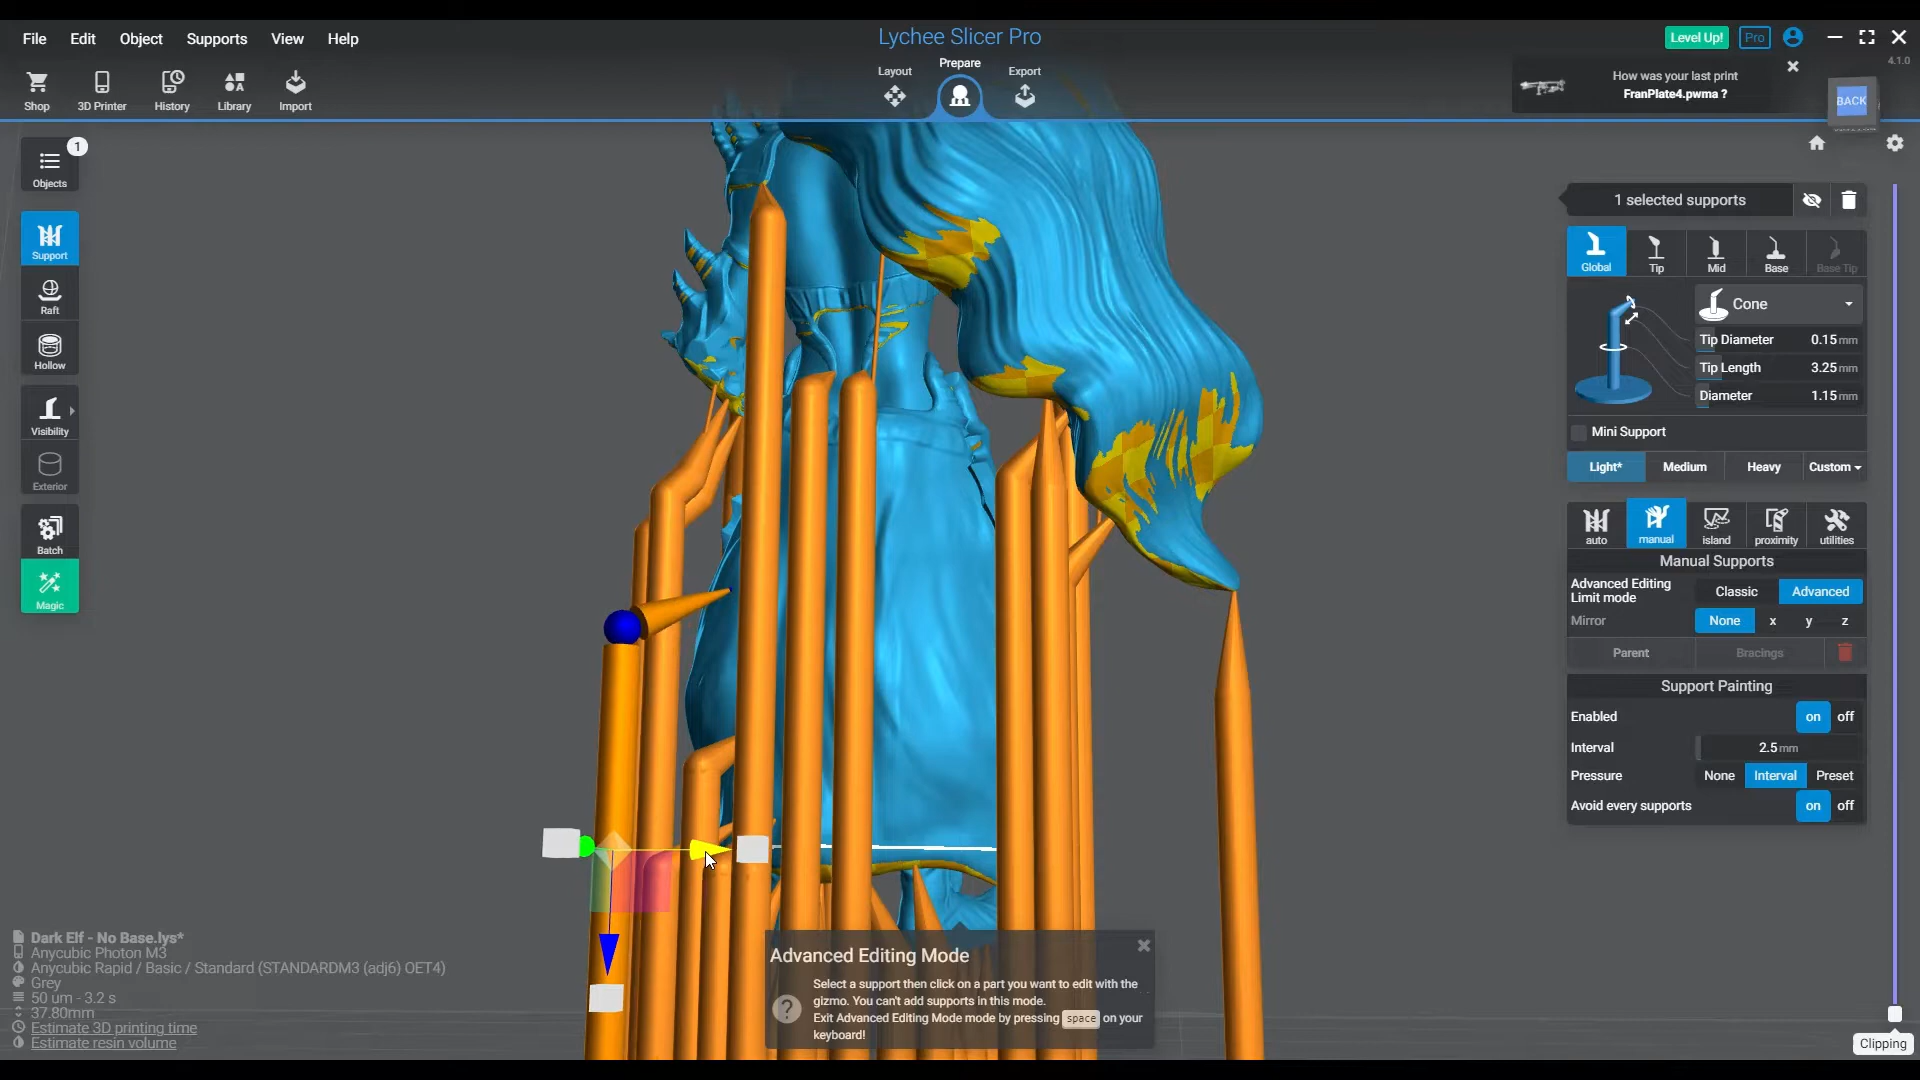 File Edit Object Supports View Help
Lychee Slicer Pro
Level Up! Pro
4.1.0
Shop 3D Printer History Library Import
Layout Prepare Export
How was your last print
FranPlate4.pwma ?
BACK
1
Objects
Support
Raft
Hollow
Visibility
Exterior
Batch
Magic
1 selected supports
Global Tip Mid Base Base Tip
Cone
Tip Diameter 0.15 mm
Tip Length 3.25 mm
Diameter 1.15 mm
Mini Support
Light* Medium Heavy Custom
auto manual island proximity utilities
Manual Supports
Advanced Editing
Limit mode Classic Advanced
Mirror None x y z
Parent Bracings
Support Painting
Enabled on off
Interval 2.5 mm
Pressure None Interval Preset
Avoid every supports on off
Dark Elf - No Base.lys*
Anycubic Photon M3
Anycubic Rapid / Basic / Standard (STANDARDM3 (adj6) OET4)
Grey
50 um - 3.2 s
37.80mm
Estimate 3D printing time
Estimate resin volume
Advanced Editing Mode
Select a support then click on a part you want to edit with the
gizmo. You can't add supports in this mode.
Exit Advanced Editing Mode mode by pressing space on your
keyboard!
?
Clipping